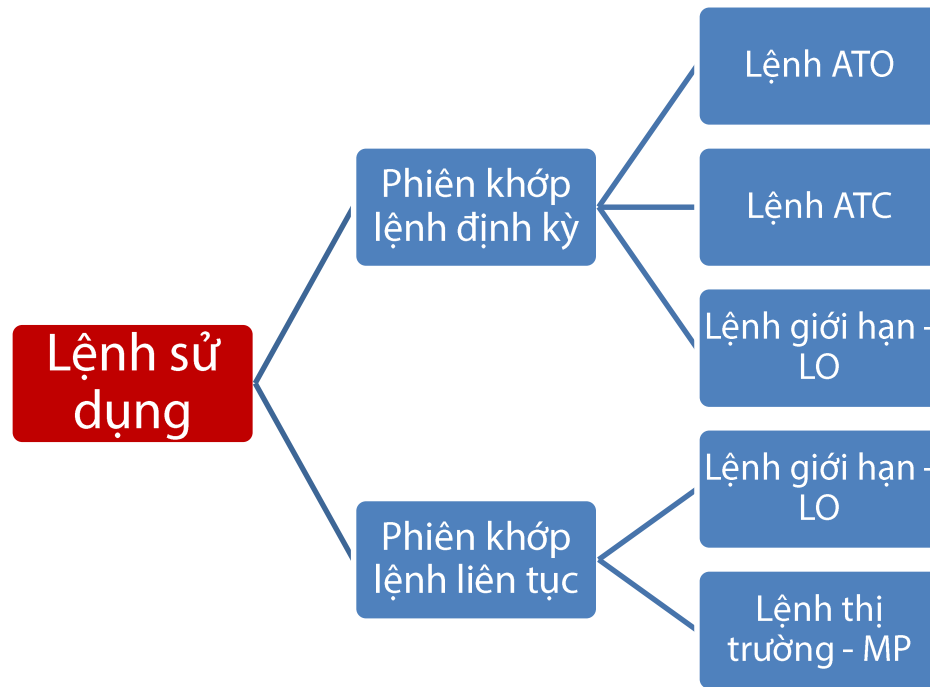 Lệnh sử
dụng
Phiên khớp
lệnh định kỳ
Lệnh ATO
Lệnh ATC
Lệnh giới hạn -
LO
Phiên khớp
lệnh liên tục
Lệnh giới hạn -
LO
Lệnh thị
trường - MP